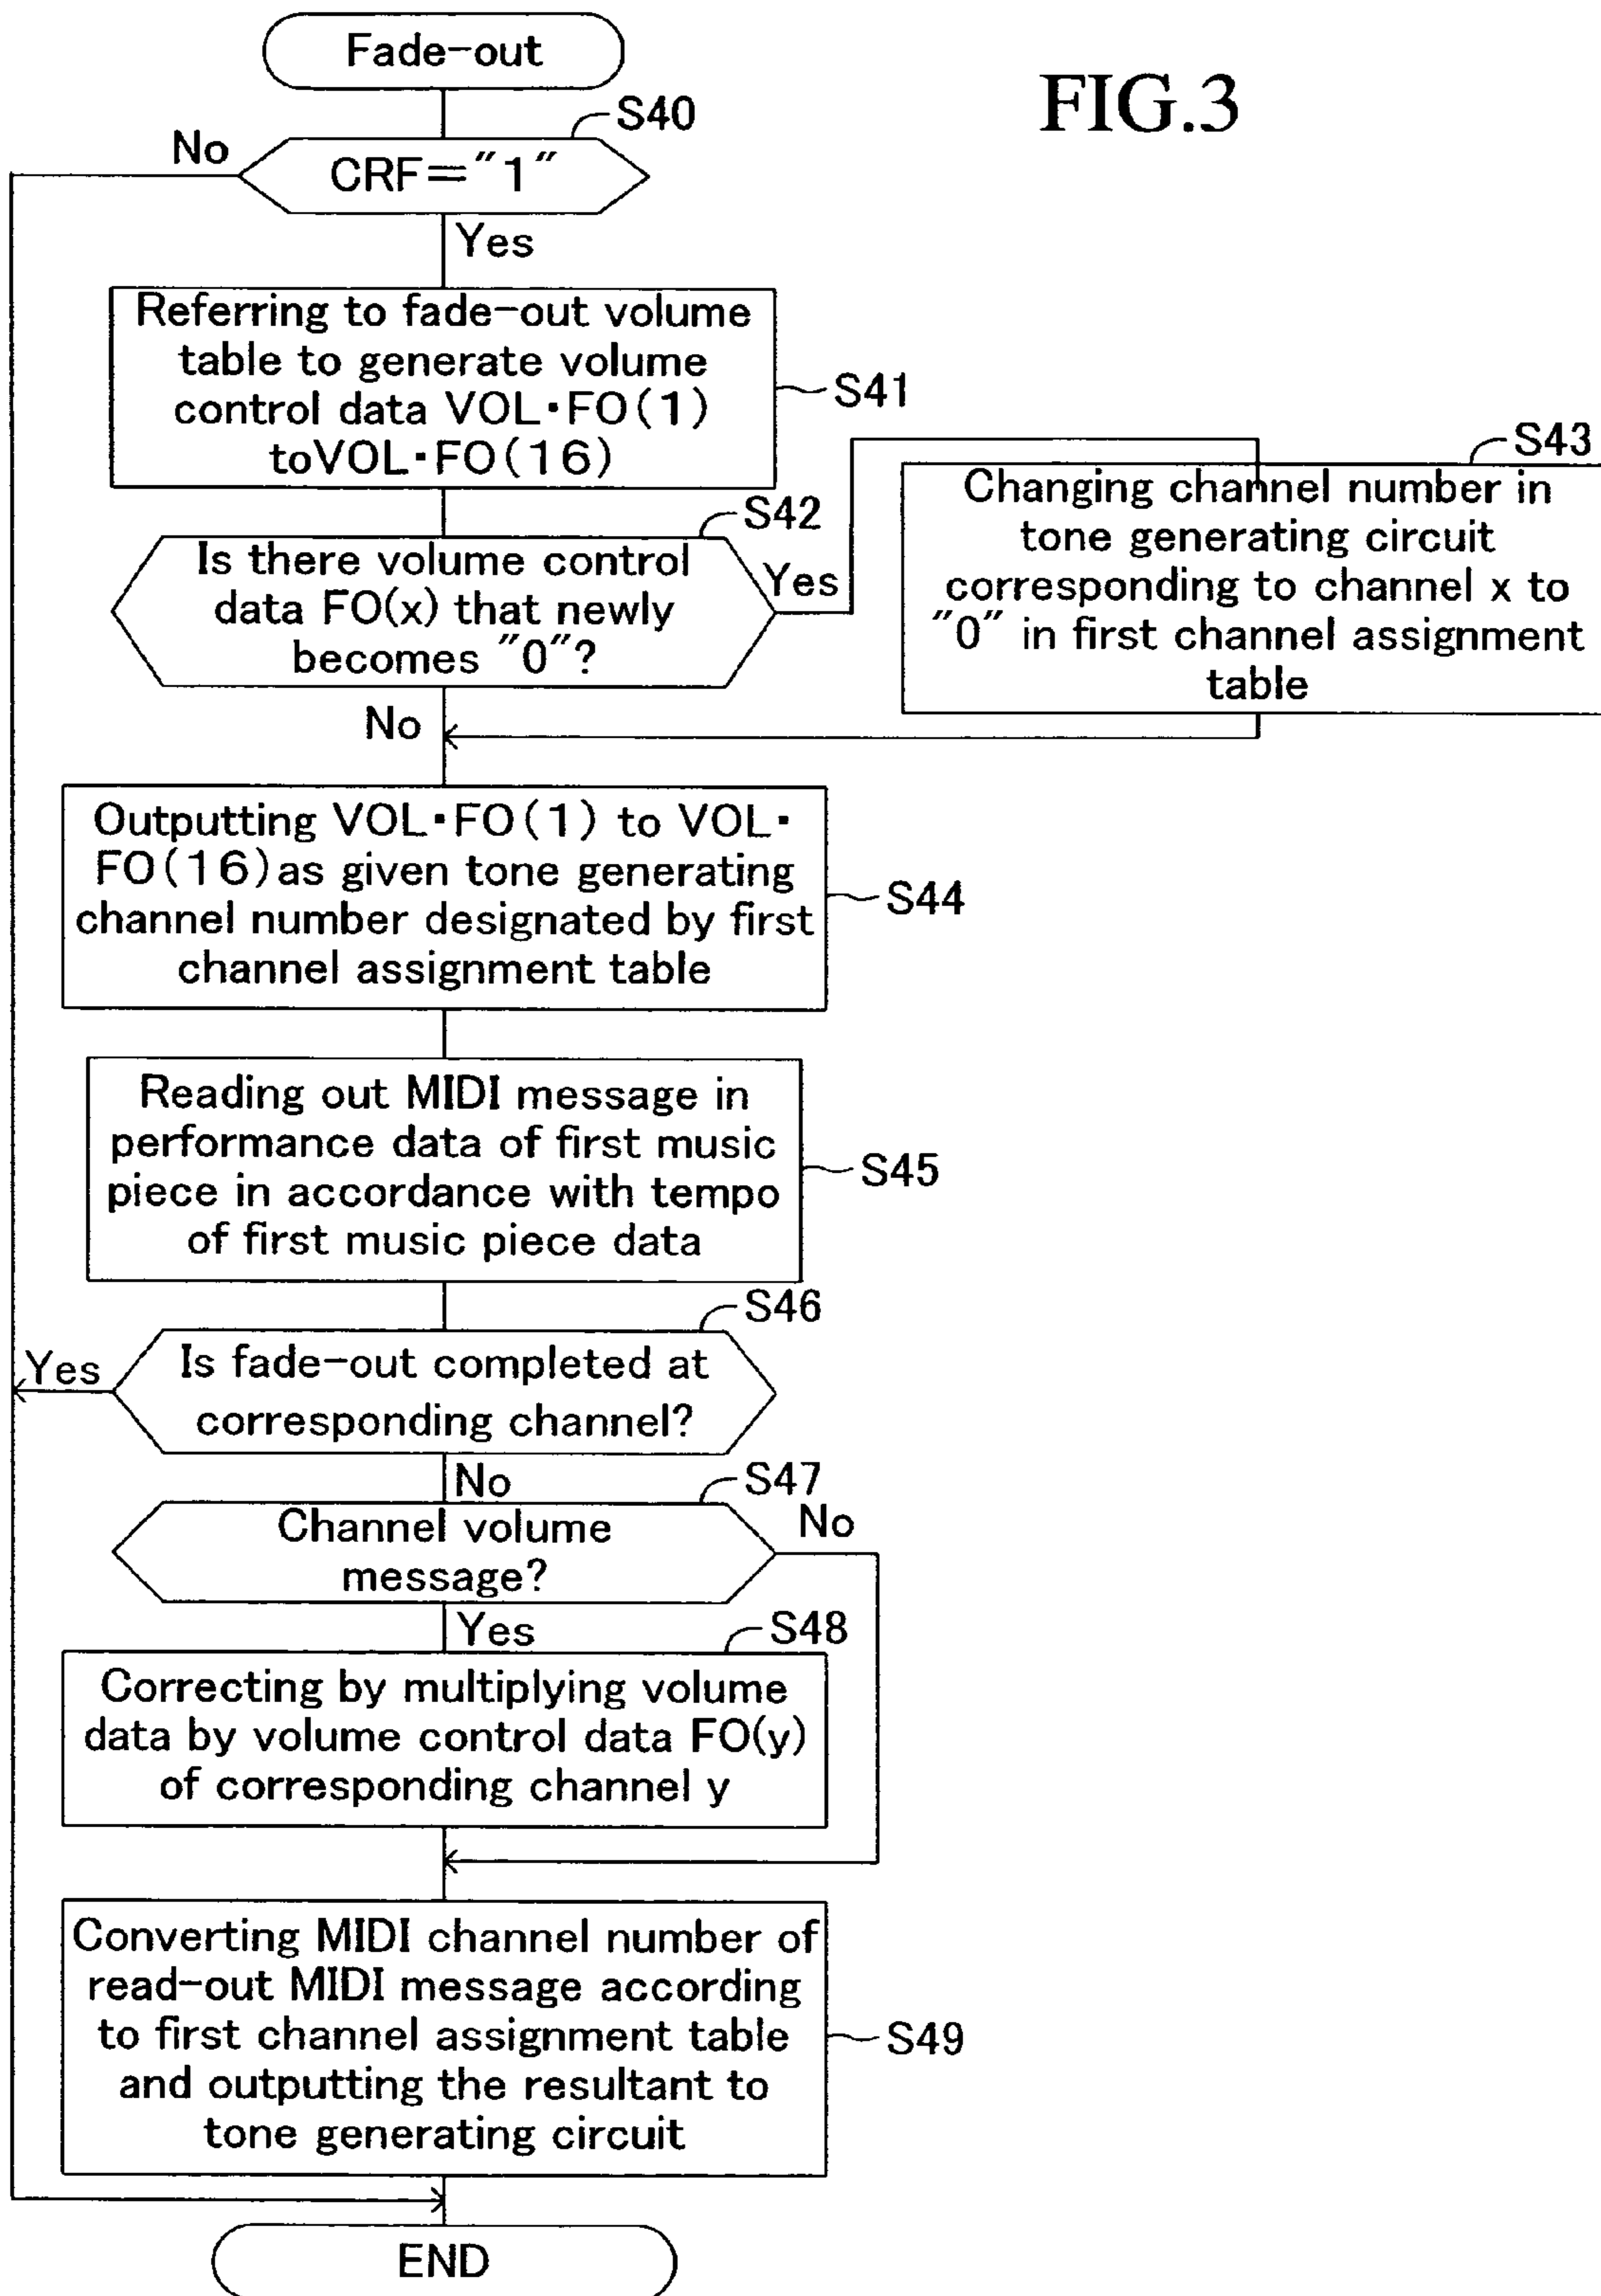 FIG.3
Fade-out
S40
No
CRF="1"
Yes
Referring to fade-out volume
table to generate volume
control data VOL・FO(1)
toVOL・FO(16)
S41
S42
Is there volume control
data FO(x) that newly
becomes "0"?
Yes
No
S43
Changing channel number in
tone generating circuit
corresponding to channel x to
"0" in first channel assignment
table
Outputting VOL・FO(1) to VOL・
FO(16)as given tone generating
channel number designated by first
channel assignment table
S44
Reading out MIDI message in
performance data of first music
piece in accordance with tempo
of first music piece data
S45
S46
Yes
Is fade-out completed at
corresponding channel?
No
S47
Channel volume
message?
No
Yes
S48
Correcting by multiplying volume
data by volume control data FO(y)
of corresponding channel y
Converting MIDI channel number of
read-out MIDI message according
to first channel assignment table
and outputting the resultant to
tone generating circuit
S49
END